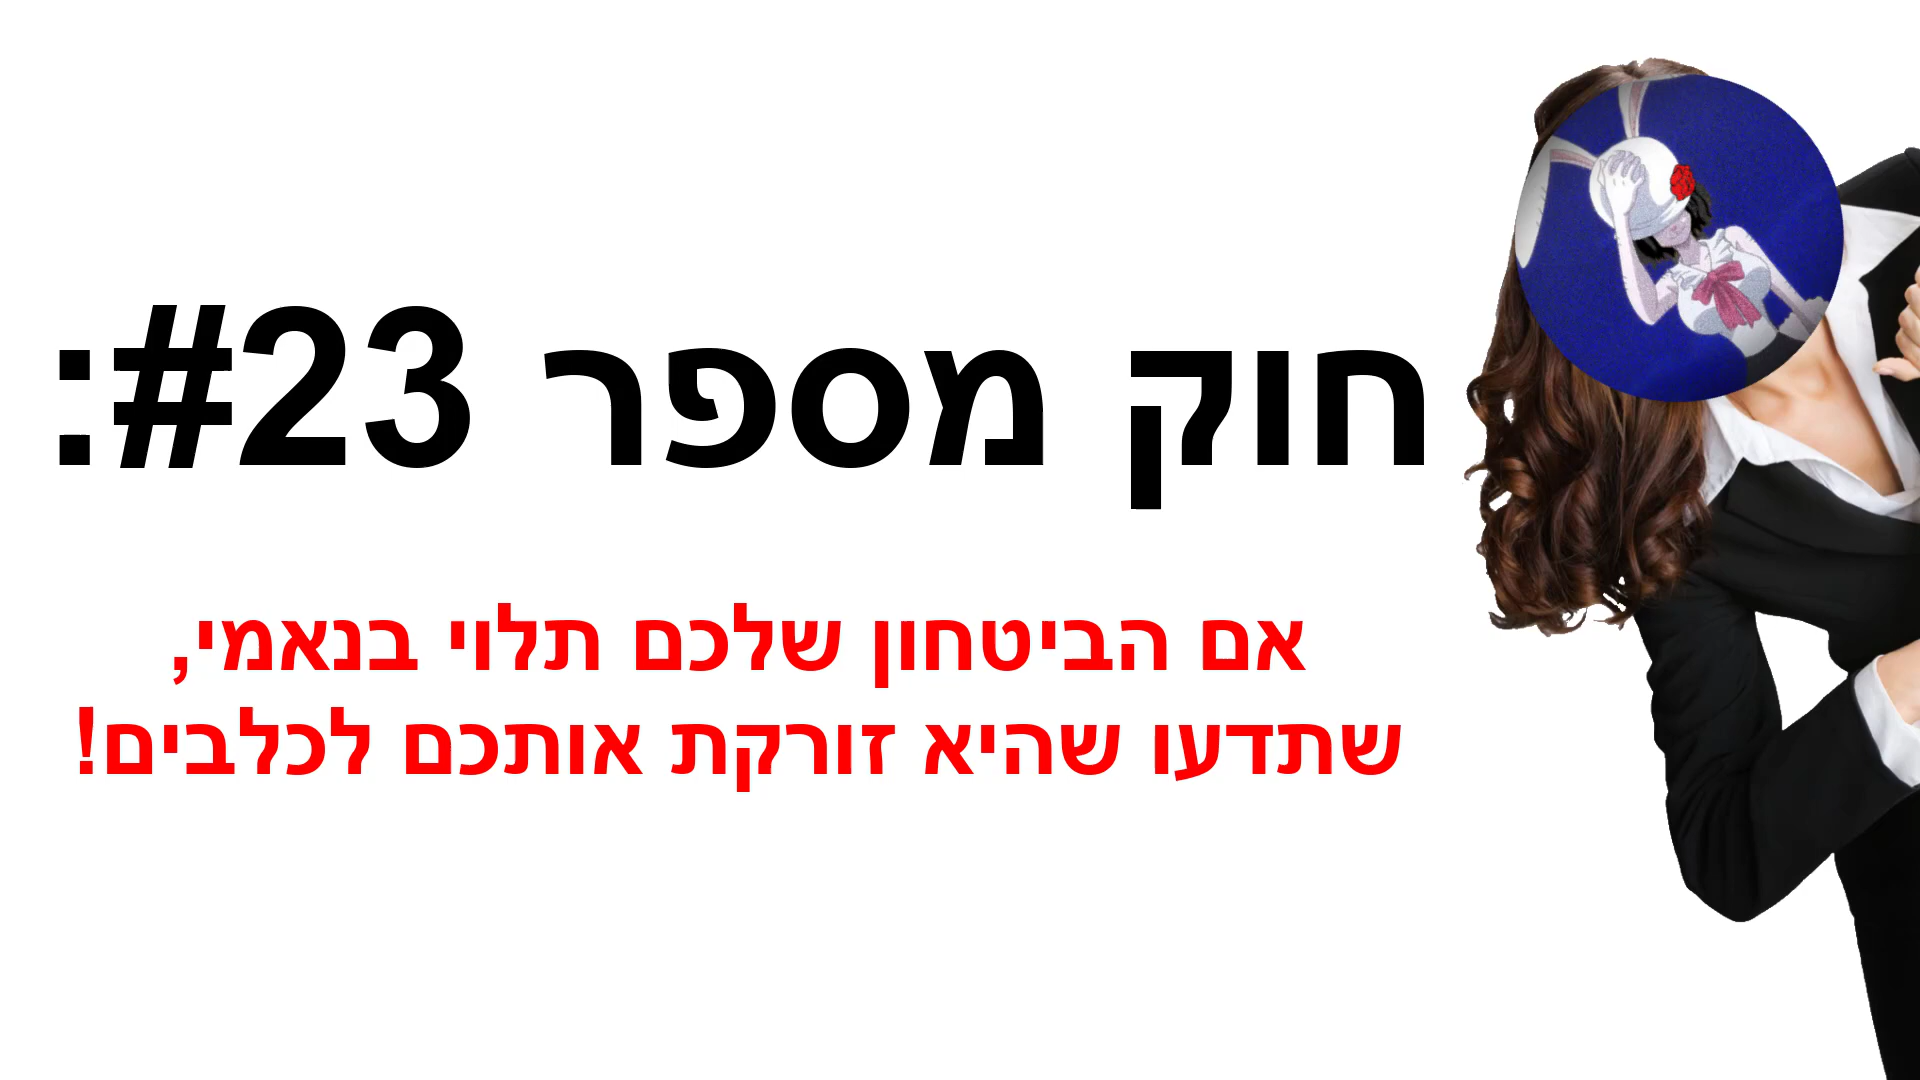 חוק מספר 23#:
אם הביטחון שלכם תלוי בנאמי,
שתדעו שהיא זורקת אותכם לכלבים!